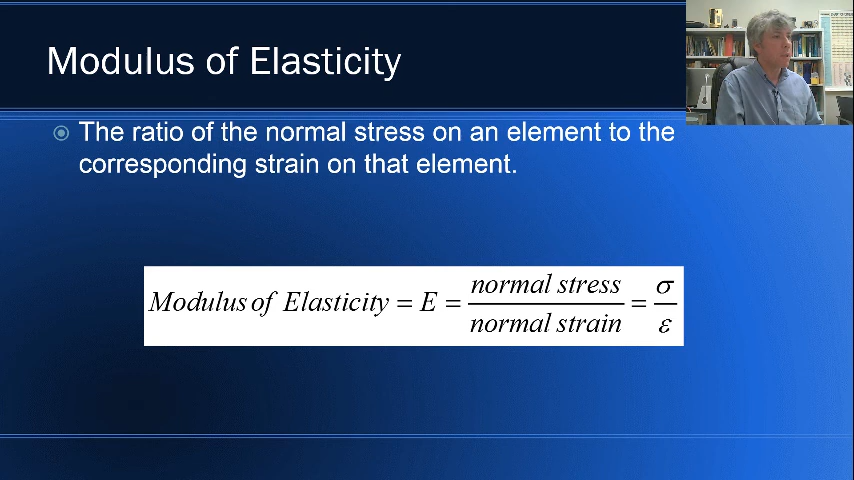 Modulus of Elasticity
The ratio of the normal stress on an element to the
corresponding strain on that element.
Modulus of Elasticity = E = normal stress / normal strain = σ / ε